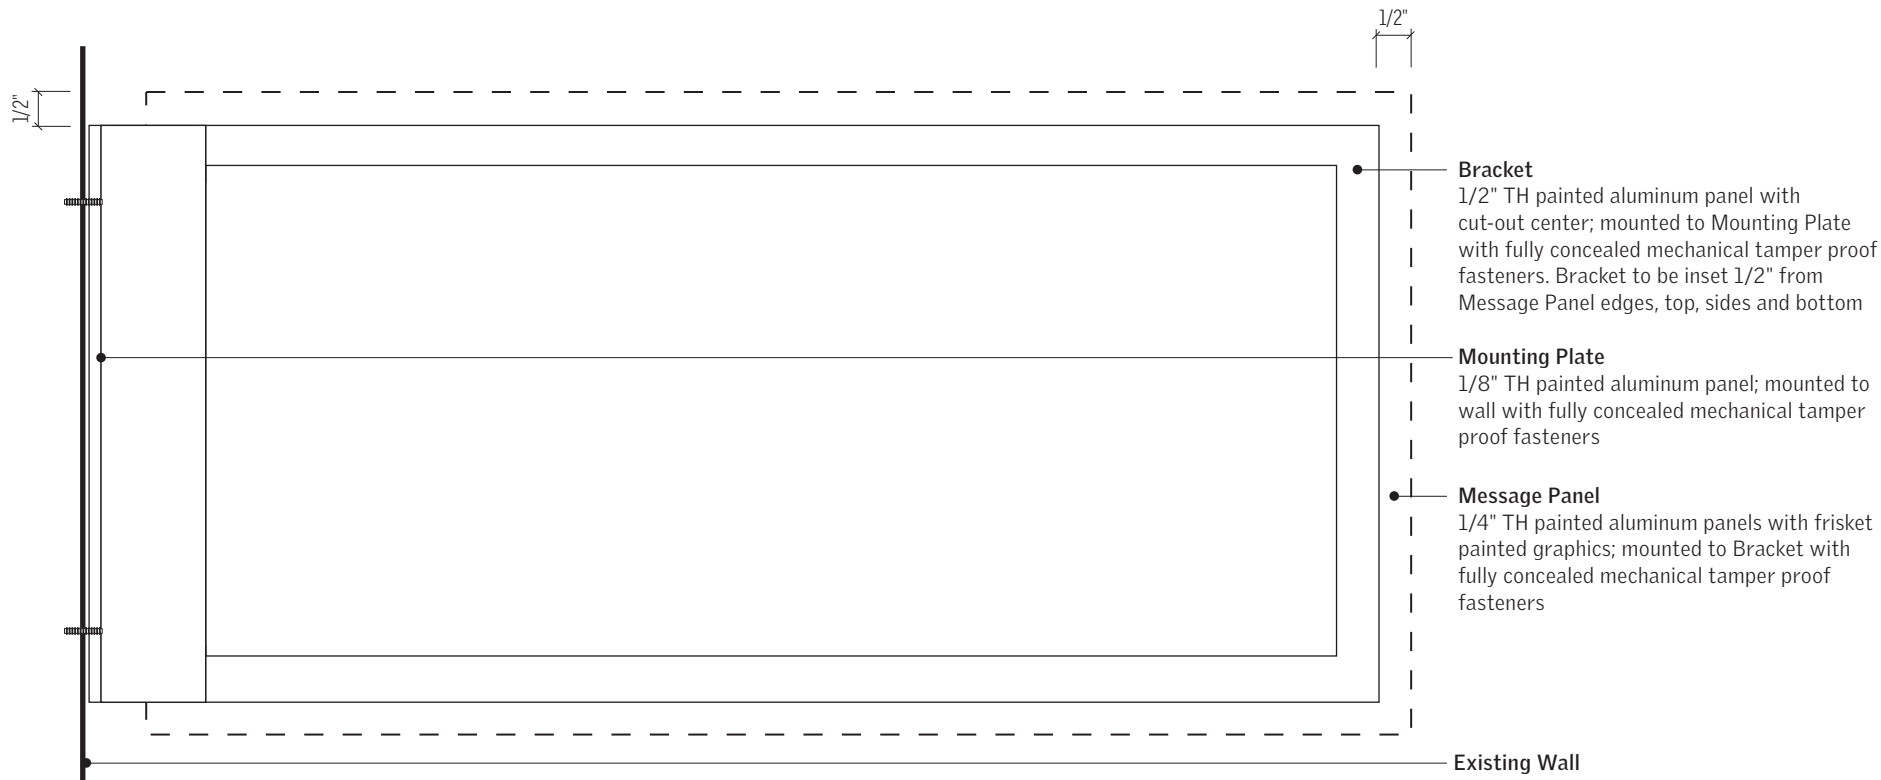 1/2"
1/2"
Bracket
1/2" TH painted aluminum panel with
cut-out center; mounted to Mounting Plate
with fully concealed mechanical tamper proof
fasteners. Bracket to be inset 1/2" from
Message Panel edges, top, sides and bottom
Mounting Plate
1/8" TH painted aluminum panel; mounted to
wall with fully concealed mechanical tamper
proof fasteners
Message Panel
1/4" TH painted aluminum panels with frisket
painted graphics; mounted to Bracket with
fully concealed mechanical tamper proof
fasteners
Existing Wall